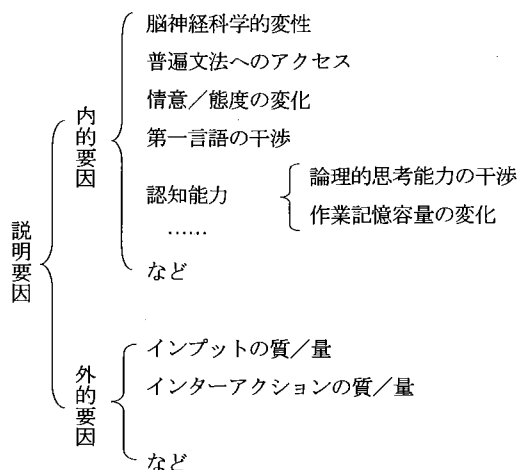 説明要因
内的要因
脳神経科学的変性
普遍文法へのアクセス
情意／態度の変化
第一言語の干渉
認知能力
論理的思考能力の干渉
作業記憶容量の変化
……
など
外的要因
インプットの質／量
インターアクションの質／量
など